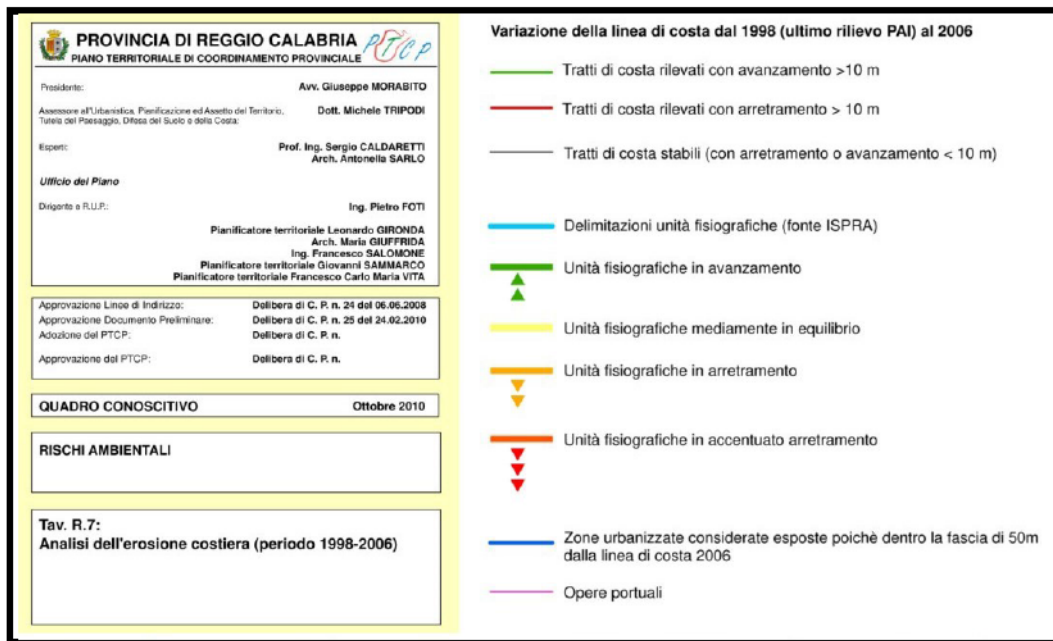 PROVINCIA DI REGGIO CALABRIA
PTCP
PIANO TERRITORIALE DI COORDINAMENTO PROVINCIALE
Presidente: Avv. Giuseppe MORABITO
Assessore all'Urbanistica, Pianificazione ed Assetto del Territorio, Dott. Michele TRIPODI
Tutela del Paesaggio, Difesa del Suolo e della Costa:
Esperti: Prof. Ing. Sergio CALDARETTI
Arch. Antonella SARLO
Ufficio del Piano
Dirigente e R.U.P.: Ing. Pietro FOTI
Pianificatore territoriale Leonardo GIRONDA
Arch. Maria GIUFFRIDA
Ing. Francesco SALOMONE
Pianificatore territoriale Giovanni SAMMARCO
Pianificatore territoriale Francesco Carlo Maria VITA
Approvazione Linee di Indirizzo: Delibera di C. P. n. 24 del 06.06.2008
Approvazione Documento Preliminare: Delibera di C. P. n. 25 del 24.02.2010
Adozione del PTCP: Delibera di C. P. n.
Approvazione del PTCP: Delibera di C. P. n.
QUADRO CONOSCITIVO Ottobre 2010
RISCHI AMBIENTALI
Tav. R.7:
Analisi dell'erosione costiera (periodo 1998-2006)
Variazione della linea di costa dal 1998 (ultimo rilievo PAI) al 2006
Tratti di costa rilevati con avanzamento >10 m
Tratti di costa rilevati con arretramento > 10 m
Tratti di costa stabili (con arretramento o avanzamento < 10 m)
Delimitazioni unità fisiografiche (fonte ISPRA)
Unità fisiografiche in avanzamento
Unità fisiografiche mediamente in equilibrio
Unità fisiografiche in arretramento
Unità fisiografiche in accentuato arretramento
Zone urbanizzate considerate esposte poichè dentro la fascia di 50m
dalla linea di costa 2006
Opere portuali